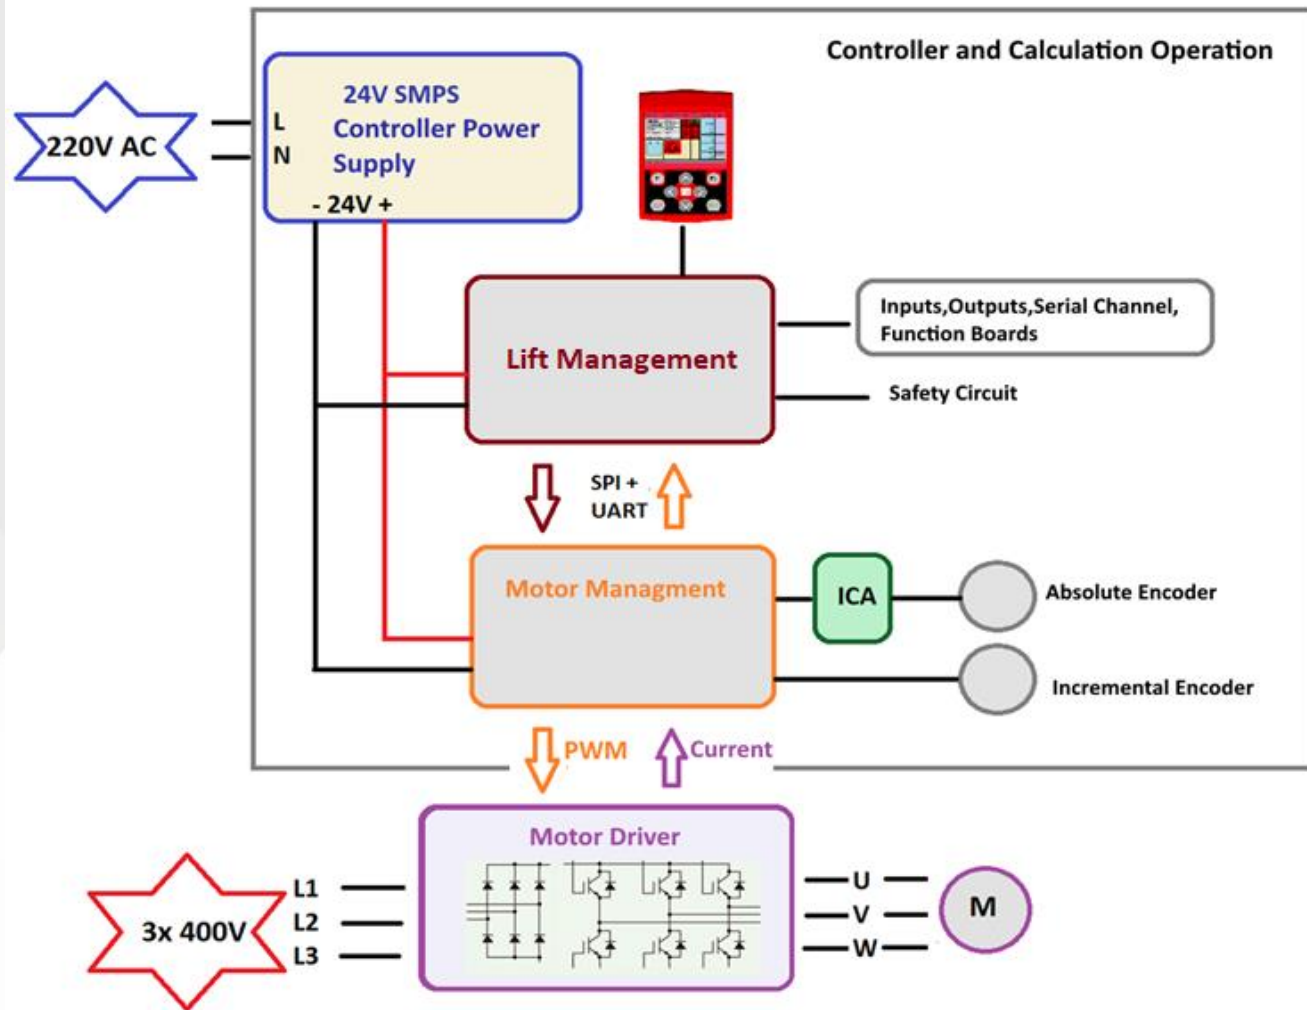 Controller and Calculation Operation
24V SMPS
Controller Power
Supply
220V AC
L
N
- 24V +
Inputs,Outputs,Serial Channel,
Function Boards
Lift Management
Safety Circuit
SPI +
UART
Motor Managment
ICA
Absolute Encoder
Incremental Encoder
PWM
Current
Motor Driver
3x 400V
L1
L2
L3
U
V
W
M